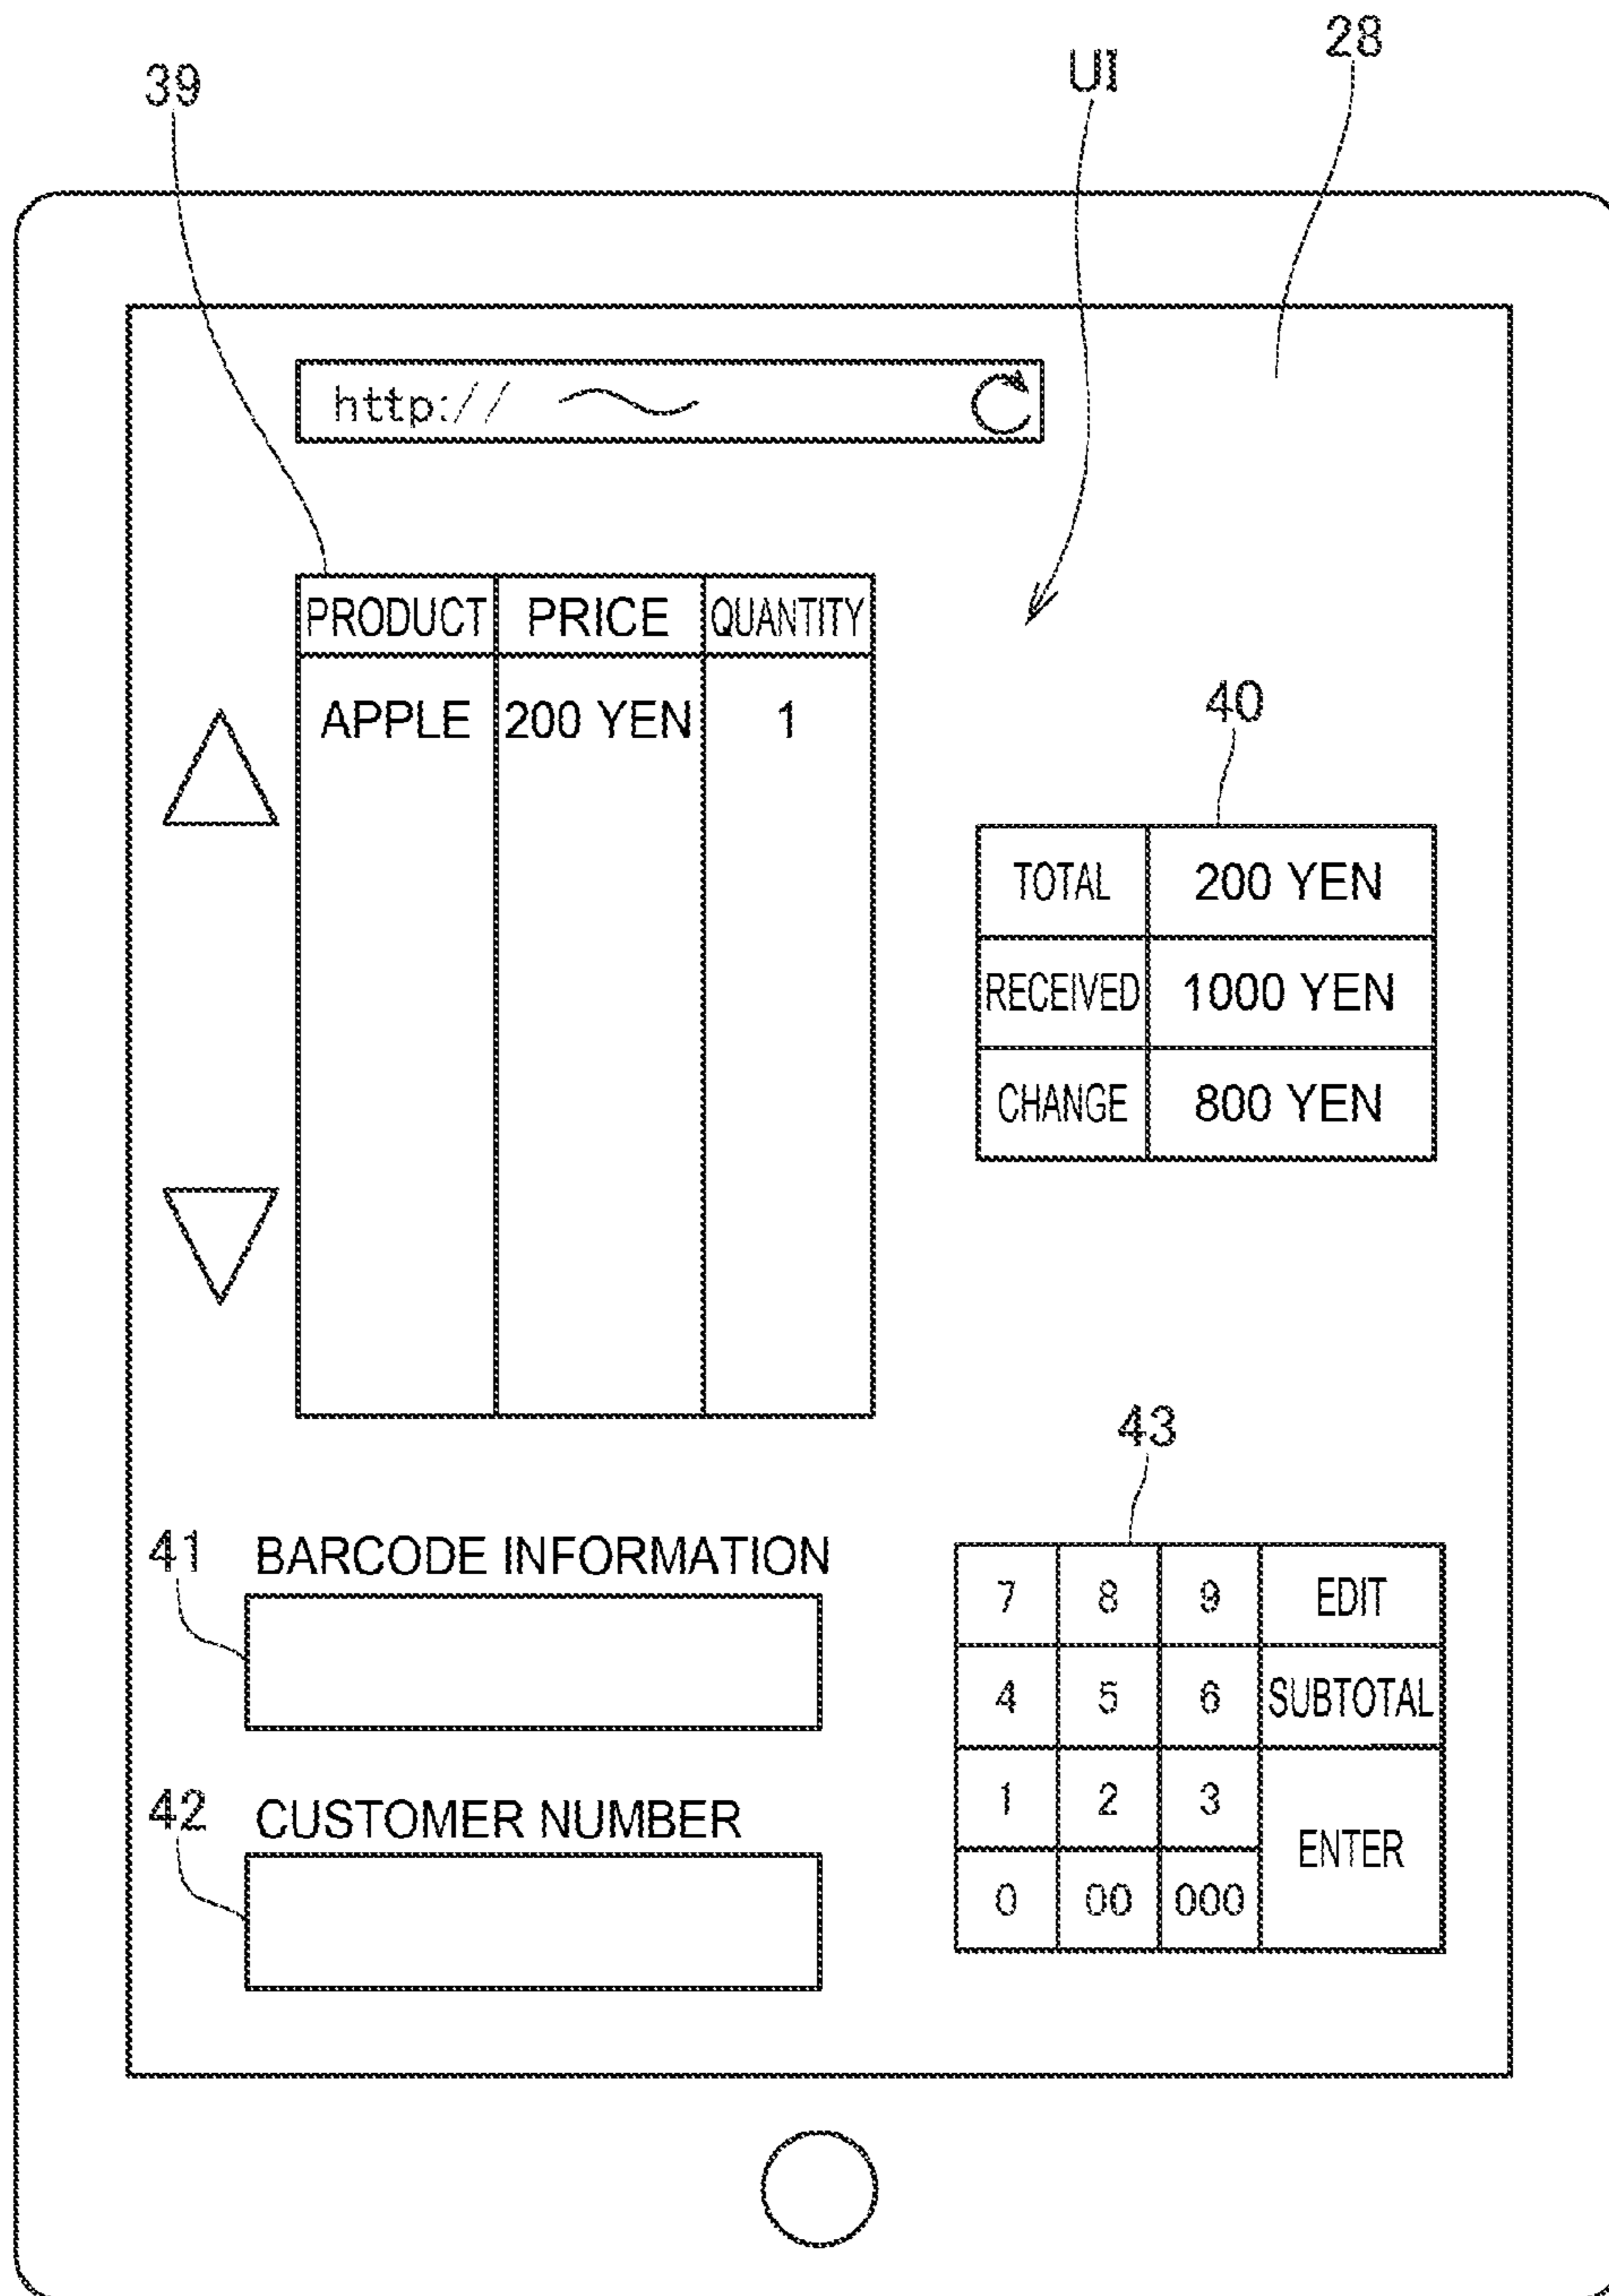 28
UI
39
http://
PRODUCT PRICE QUANTITY
APPLE 200 YEN 1
40
TOTAL 200 YEN
RECEIVED 1000 YEN
CHANGE 800 YEN
43
41 BARCODE INFORMATION
42 CUSTOMER NUMBER
7 8 9 EDIT
4 5 6 SUBTOTAL
1 2 3
ENTER
0 00 000